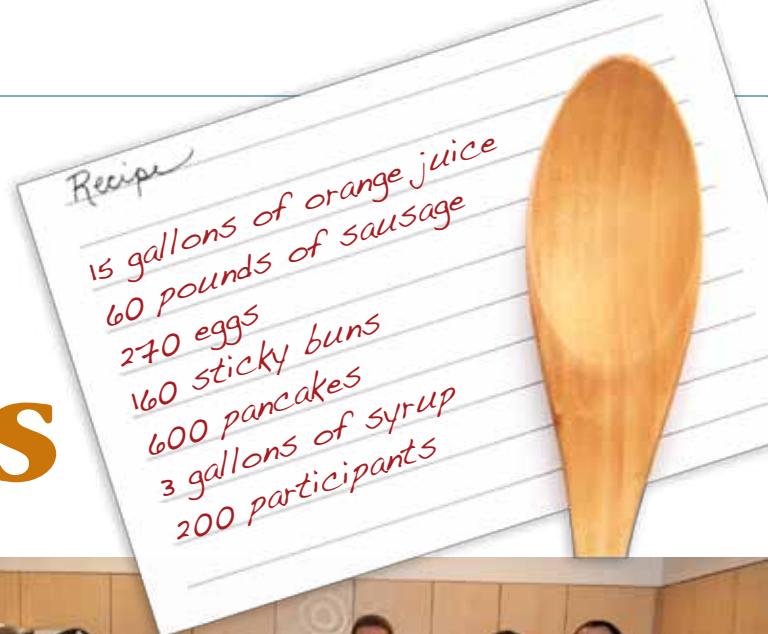 Recipe
15 gallons of orange juice
60 pounds of sausage
270 eggs
160 sticky buns
600 pancakes
3 gallons of syrup
200 participants
s